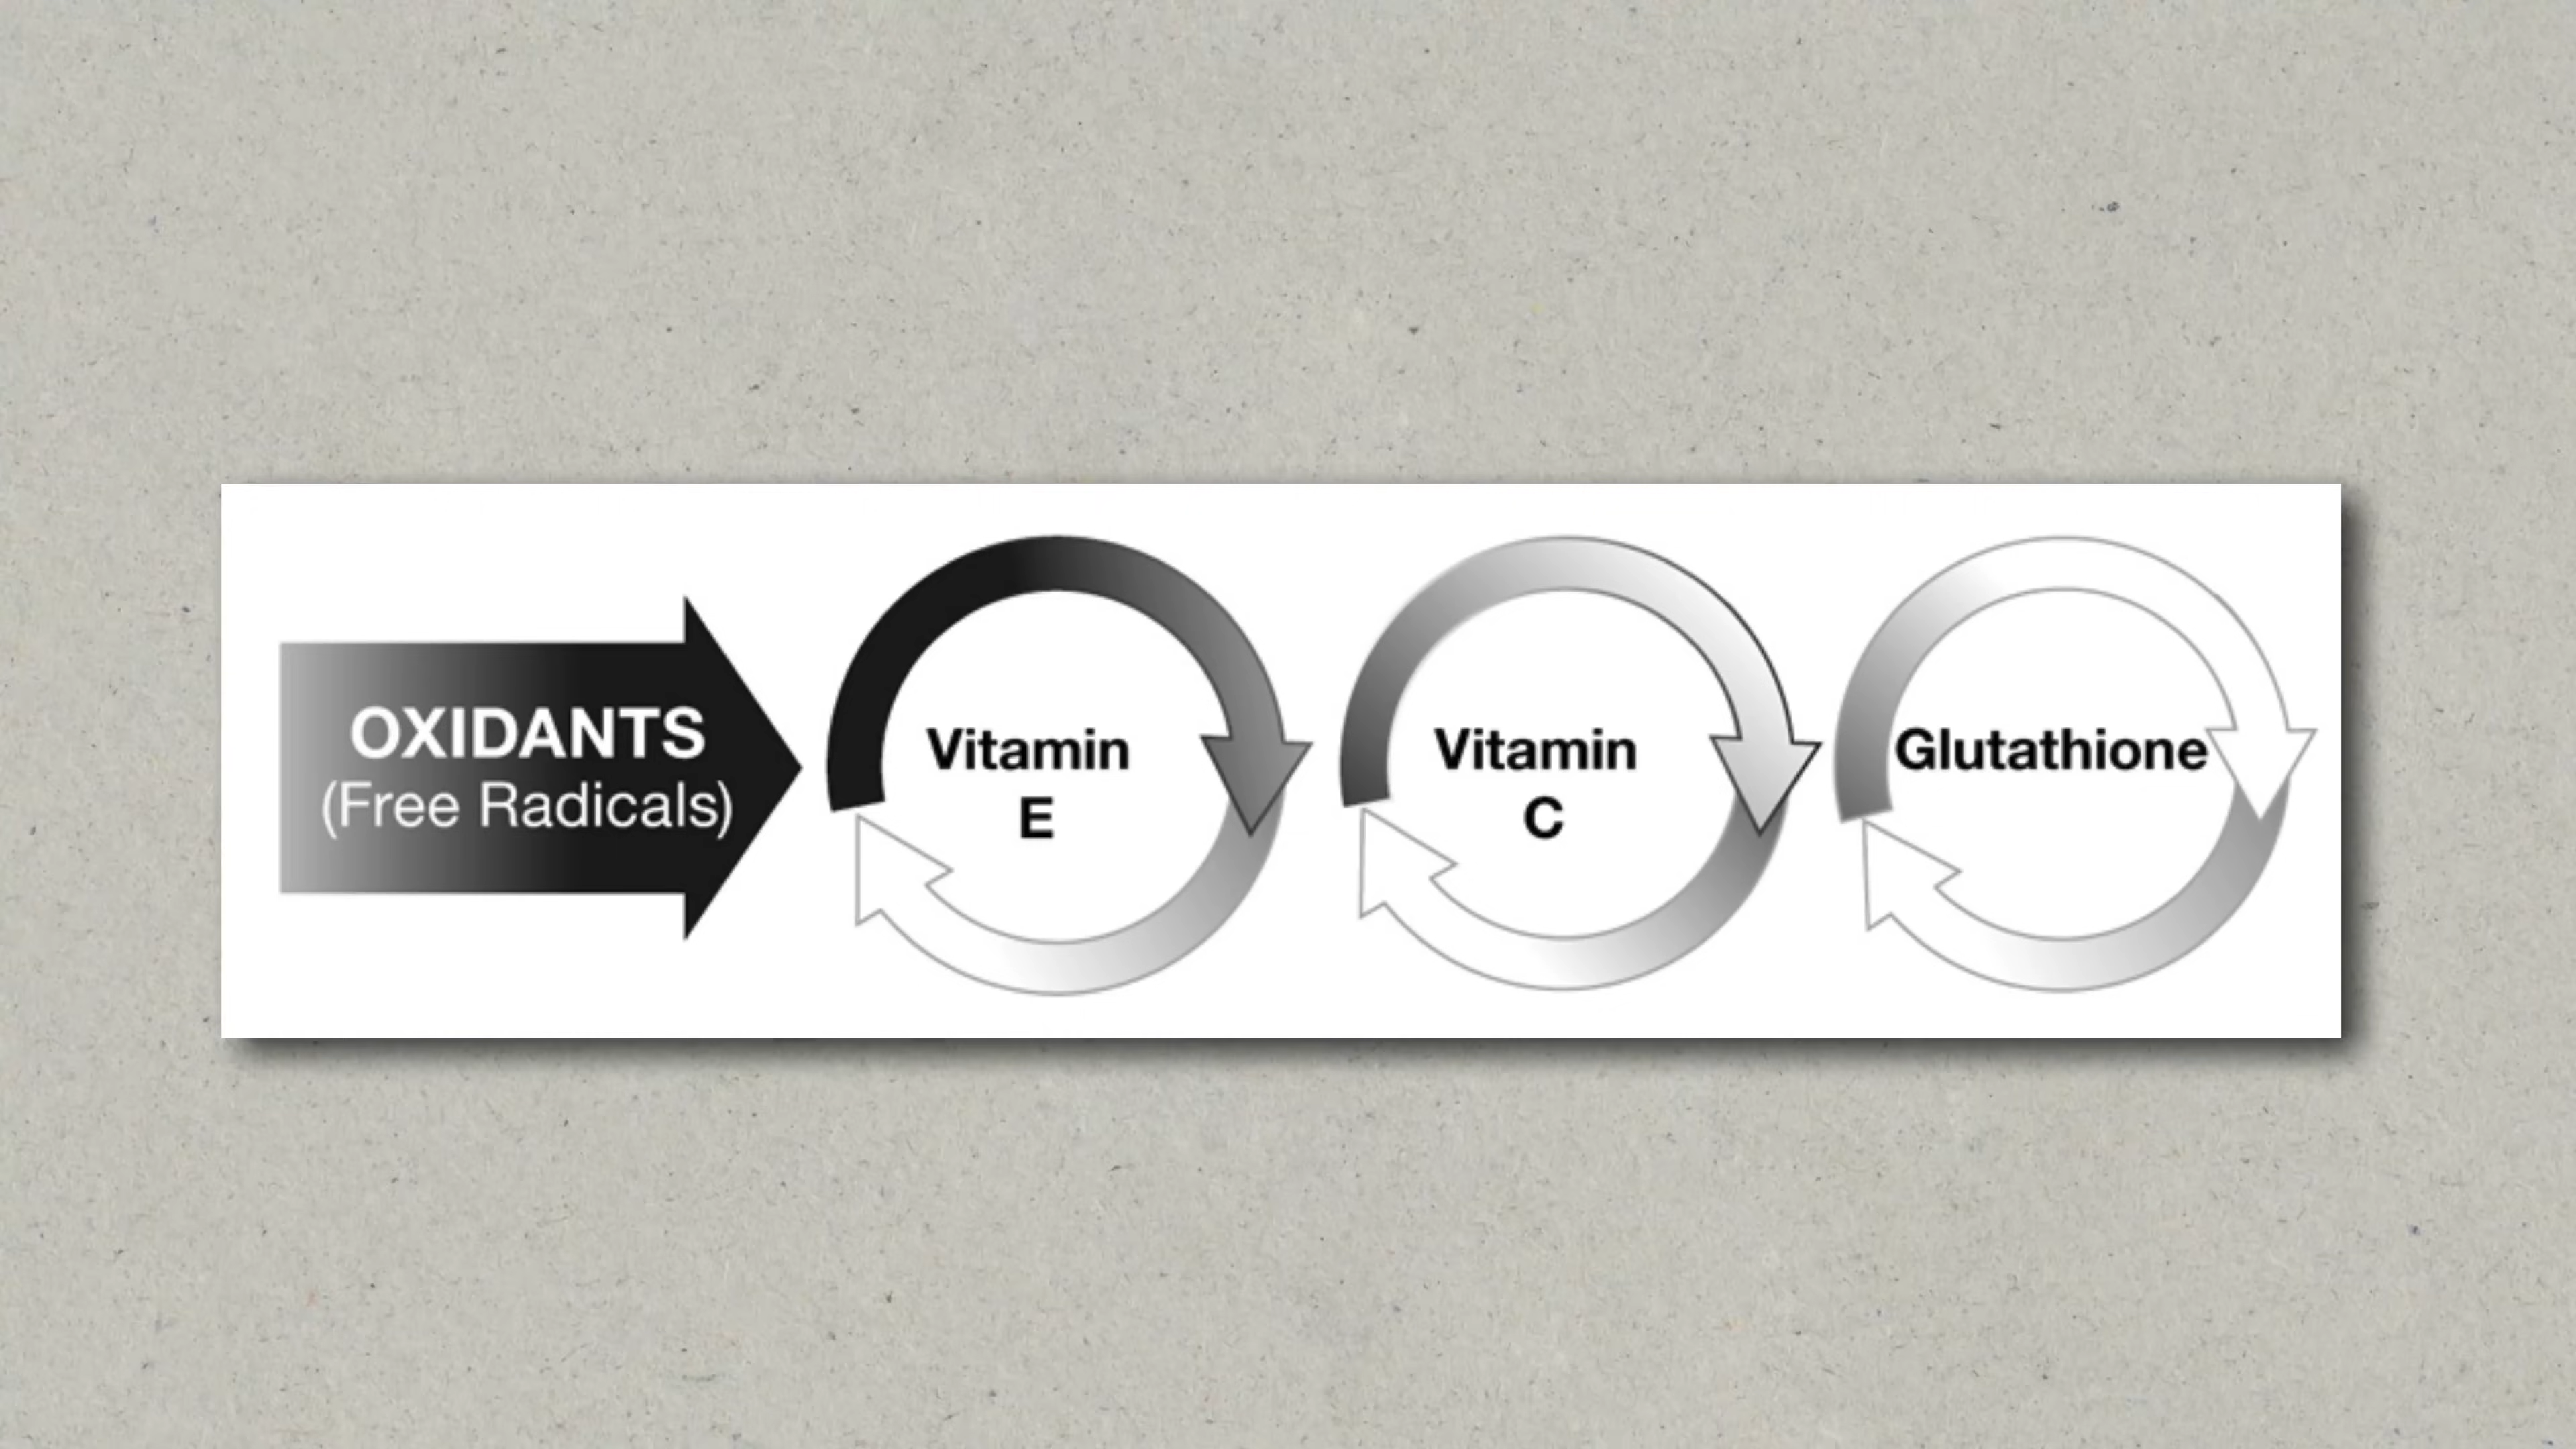 OXIDANTS
(Free Radicals)
Vitamin
E
Vitamin
C
Glutathione